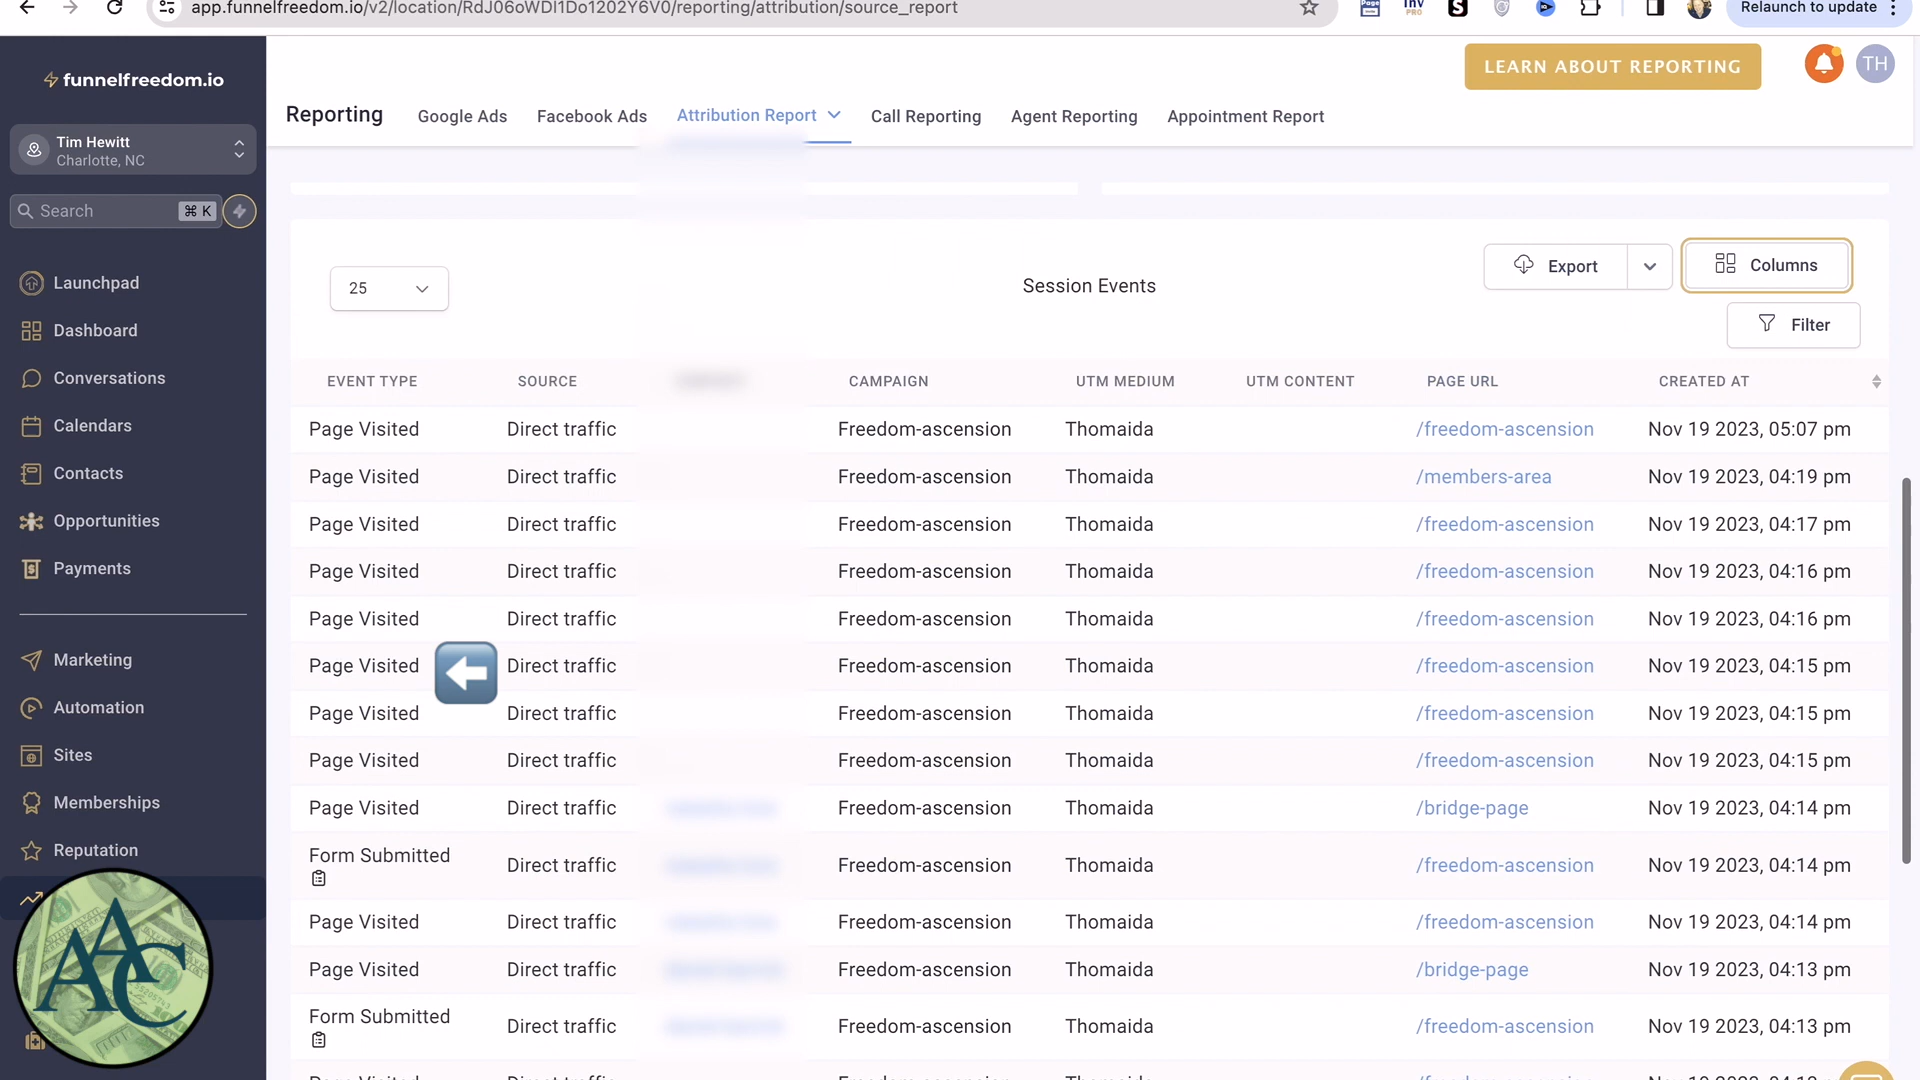 app.funnelfreedom.io/v2/location/RdJ06oWDI1Do1202Y6V0/reporting/attribution/source_report
Relaunch to update
funnelfreedom.io
LEARN ABOUT REPORTING
TH
Reporting
Google Ads
Facebook Ads
Attribution Report
Call Reporting
Agent Reporting
Appointment Report
Tim Hewitt
Charlotte, NC
Search
⌘ K
Launchpad
Dashboard
Conversations
Calendars
Contacts
Opportunities
Payments
Marketing
Automation
Sites
Memberships
Reputation
AAC
25
Session Events
Export
Columns
Filter
EVENT TYPE SOURCE CAMPAIGN UTM MEDIUM UTM CONTENT PAGE URL CREATED AT
Page Visited Direct traffic Freedom-ascension Thomaida /freedom-ascension Nov 19 2023, 05:07 pm
Page Visited Direct traffic Freedom-ascension Thomaida /members-area Nov 19 2023, 04:19 pm
Page Visited Direct traffic Freedom-ascension Thomaida /freedom-ascension Nov 19 2023, 04:17 pm
Page Visited Direct traffic Freedom-ascension Thomaida /freedom-ascension Nov 19 2023, 04:16 pm
Page Visited Direct traffic Freedom-ascension Thomaida /freedom-ascension Nov 19 2023, 04:16 pm
Page Visited Direct traffic Freedom-ascension Thomaida /freedom-ascension Nov 19 2023, 04:15 pm
Page Visited Direct traffic Freedom-ascension Thomaida /freedom-ascension Nov 19 2023, 04:15 pm
Page Visited Direct traffic Freedom-ascension Thomaida /freedom-ascension Nov 19 2023, 04:15 pm
Page Visited Direct traffic Freedom-ascension Thomaida /bridge-page Nov 19 2023, 04:14 pm
Form Submitted Direct traffic Freedom-ascension Thomaida /freedom-ascension Nov 19 2023, 04:14 pm
Page Visited Direct traffic Freedom-ascension Thomaida /freedom-ascension Nov 19 2023, 04:14 pm
Page Visited Direct traffic Freedom-ascension Thomaida /bridge-page Nov 19 2023, 04:13 pm
Form Submitted Direct traffic Freedom-ascension Thomaida /freedom-ascension Nov 19 2023, 04:13 pm